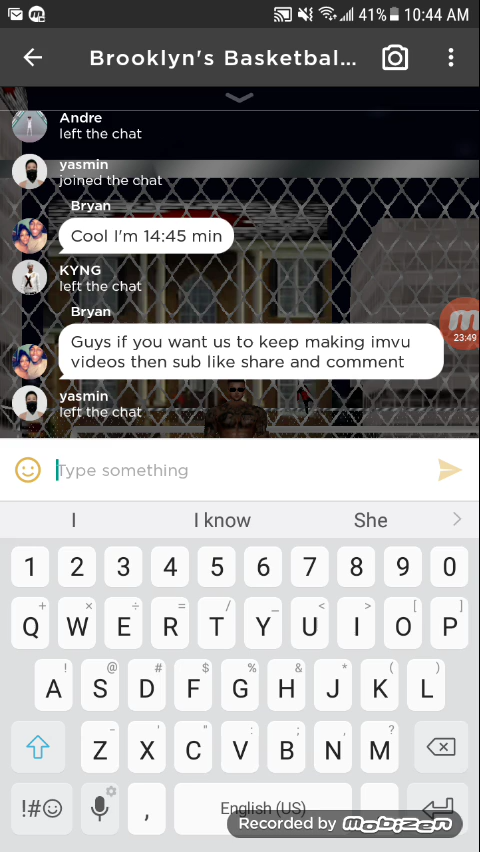 41% 10:44 AM
Brooklyn's Basketbal...
Andre
left the chat
yasmin
joined the chat
Bryan
Cool I'm 14:45 min
KYNG
left the chat
Bryan
23:49
Guys if you want us to keep making imvu
videos then sub like share and comment
yasmin
left the chat
Type something
I I know She
1 2 3 4 5 6 7 8 9 0
+ × ÷ = / _ < > [ ]
Q W E R T Y U I O P
! @ # $ % & * ( )
A S D F G H J K L
- ' " : ; , ?
Z X C V B N M
!#☺ , English (US)
Recorded by mobizen